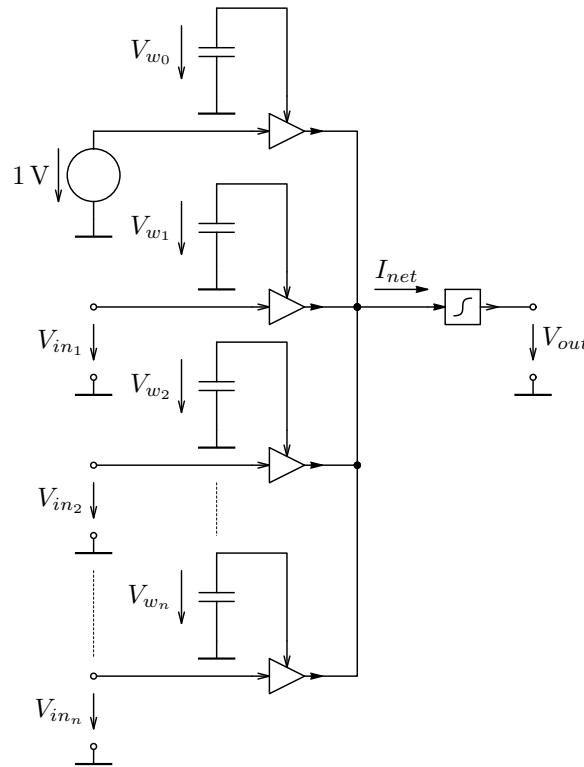 V_{w_0}
1 V
V_{w_1}
I_{net}
V_{in_1}
V_{out}
V_{w_2}
V_{in_2}
V_{w_n}
V_{in_n}